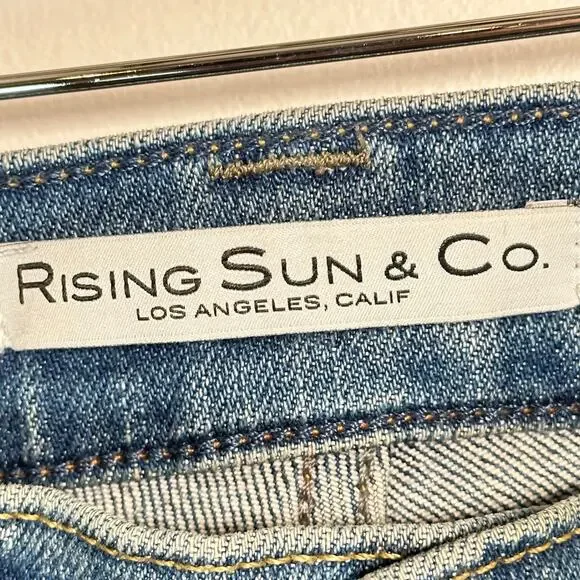 RISING SUN & CO.
LOS ANGELES, CALIF